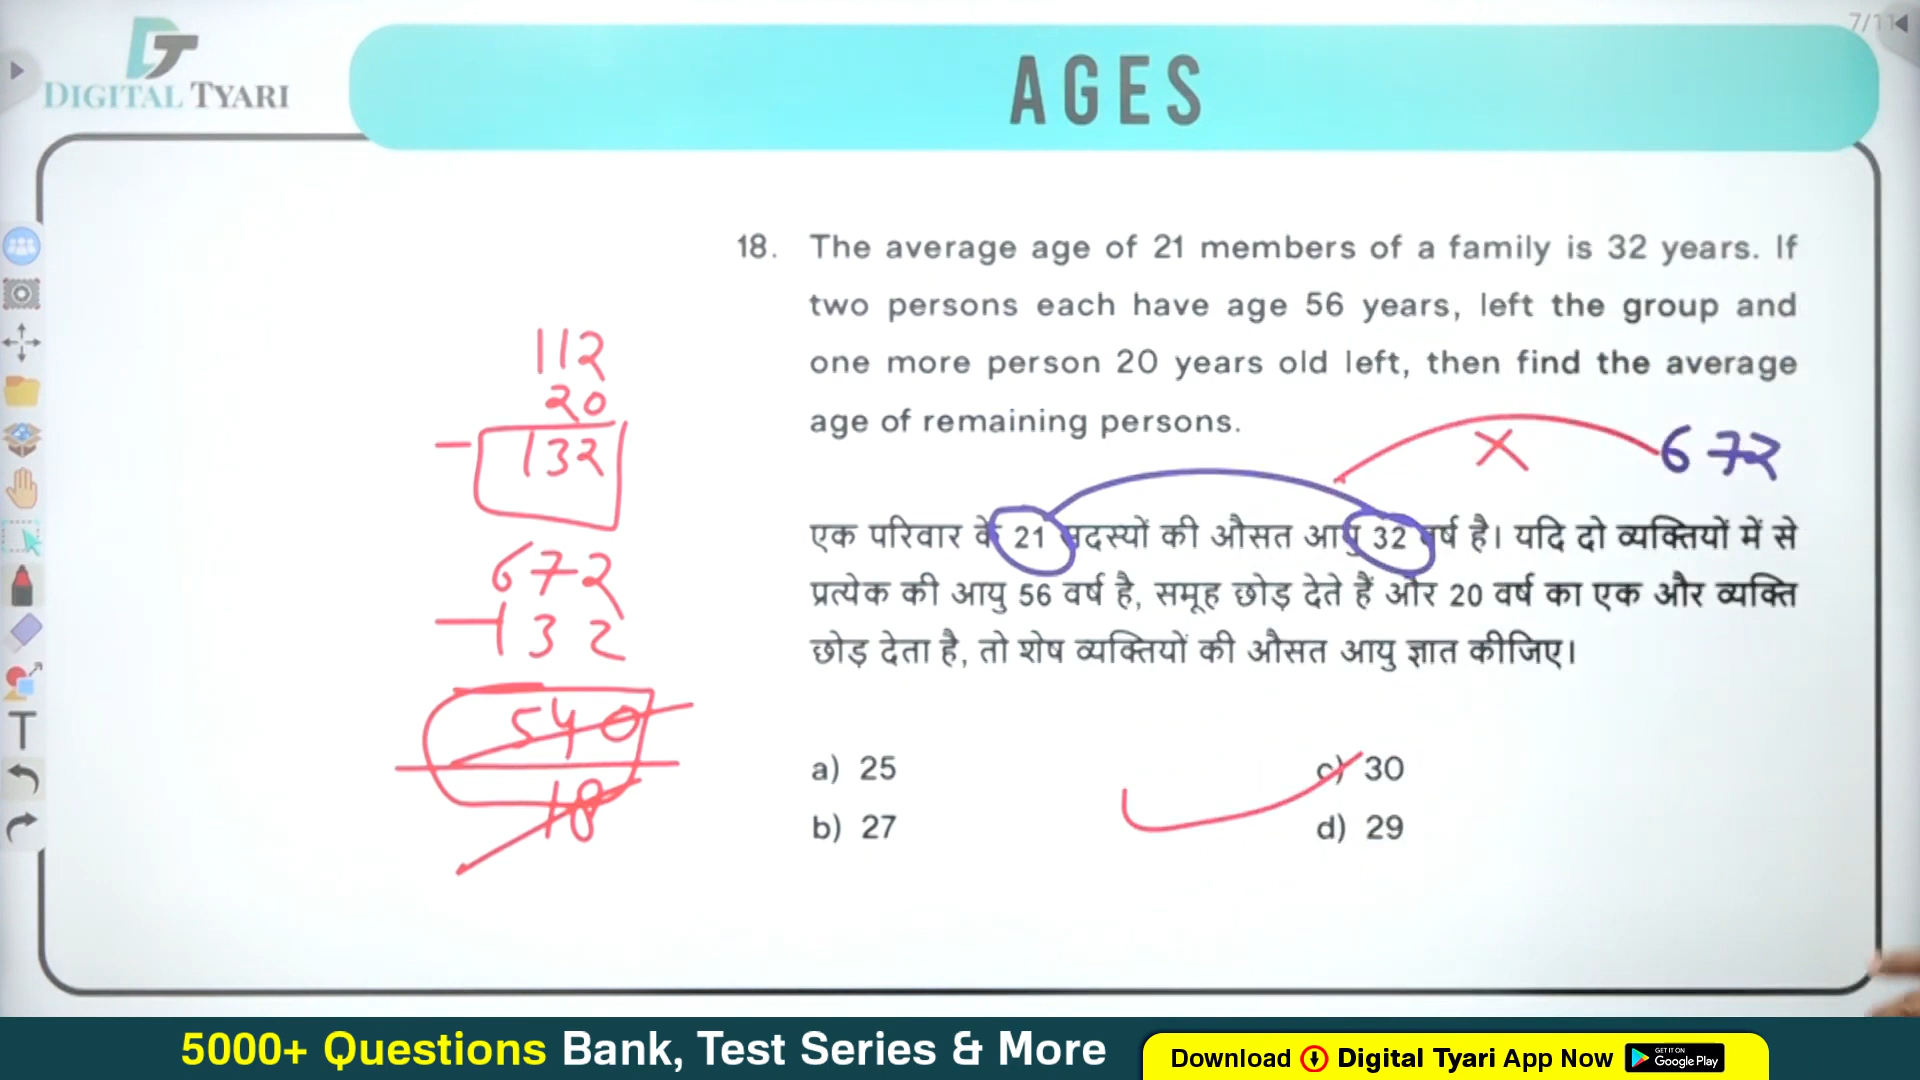 7/11
DIGITAL TYARI
AGES
18. The average age of 21 members of a family is 32 years. If
two persons each have age 56 years, left the group and
one more person 20 years old left, then find the average
age of remaining persons.
672
एक परिवार के 21 सदस्यों की औसत आयु 32 वर्ष है। यदि दो व्यक्तियों में से
प्रत्येक की आयु 56 वर्ष है, समूह छोड़ देते हैं और 20 वर्ष का एक और व्यक्ति
छोड़ देता है, तो शेष व्यक्तियों की औसत आयु ज्ञात कीजिए।
a) 25
b) 27
c) 30
d) 29
112
20
– 132
672
– 132
540
18
T
5000+ Questions Bank, Test Series & More
Download Digital Tyari App Now
GET IT ON
Google Play